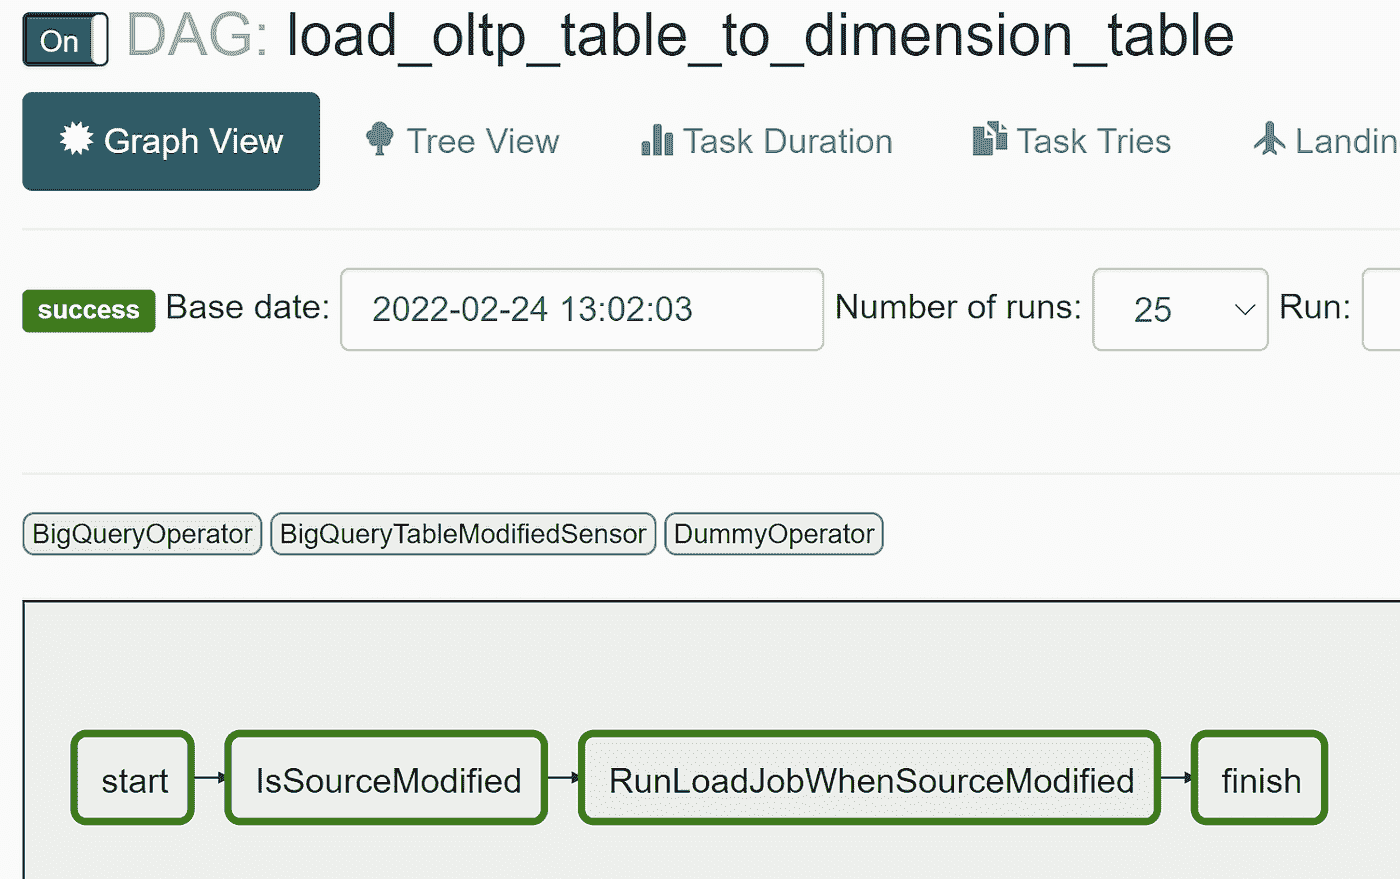 On DAG: load_oltp_table_to_dimension_table
Graph View Tree View Task Duration Task Tries Landin
success Base date: 2022-02-24 13:02:03 Number of runs: 25 Run:
BigQueryOperator BigQueryTableModifiedSensor DummyOperator
start IsSourceModified RunLoadJobWhenSourceModified finish